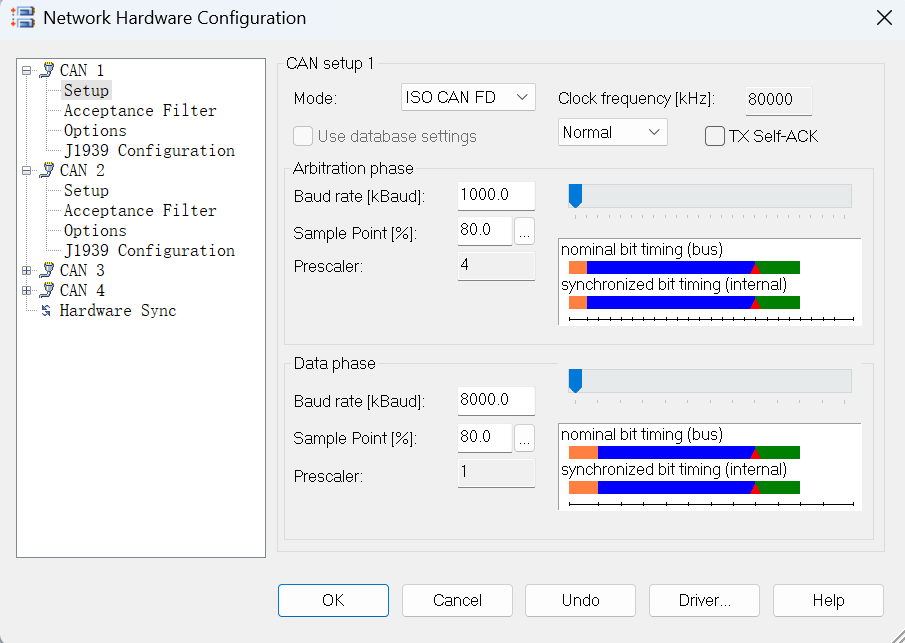 Network Hardware Configuration
CAN 1
Setup
Acceptance Filter
Options
J1939 Configuration
CAN 2
Setup
Acceptance Filter
Options
J1939 Configuration
CAN 3
CAN 4
Hardware Sync
CAN setup 1
Mode: ISO CAN FD Clock frequency [kHz]: 80000
Use database settings Normal TX Self-ACK
Arbitration phase
Baud rate [kBaud]: 1000.0
Sample Point [%]: 80.0 ...
Prescaler: 4
nominal bit timing (bus)
synchronized bit timing (internal)
Data phase
Baud rate [kBaud]: 8000.0
Sample Point [%]: 80.0 ...
Prescaler: 1
nominal bit timing (bus)
synchronized bit timing (internal)
OK Cancel Undo Driver... Help